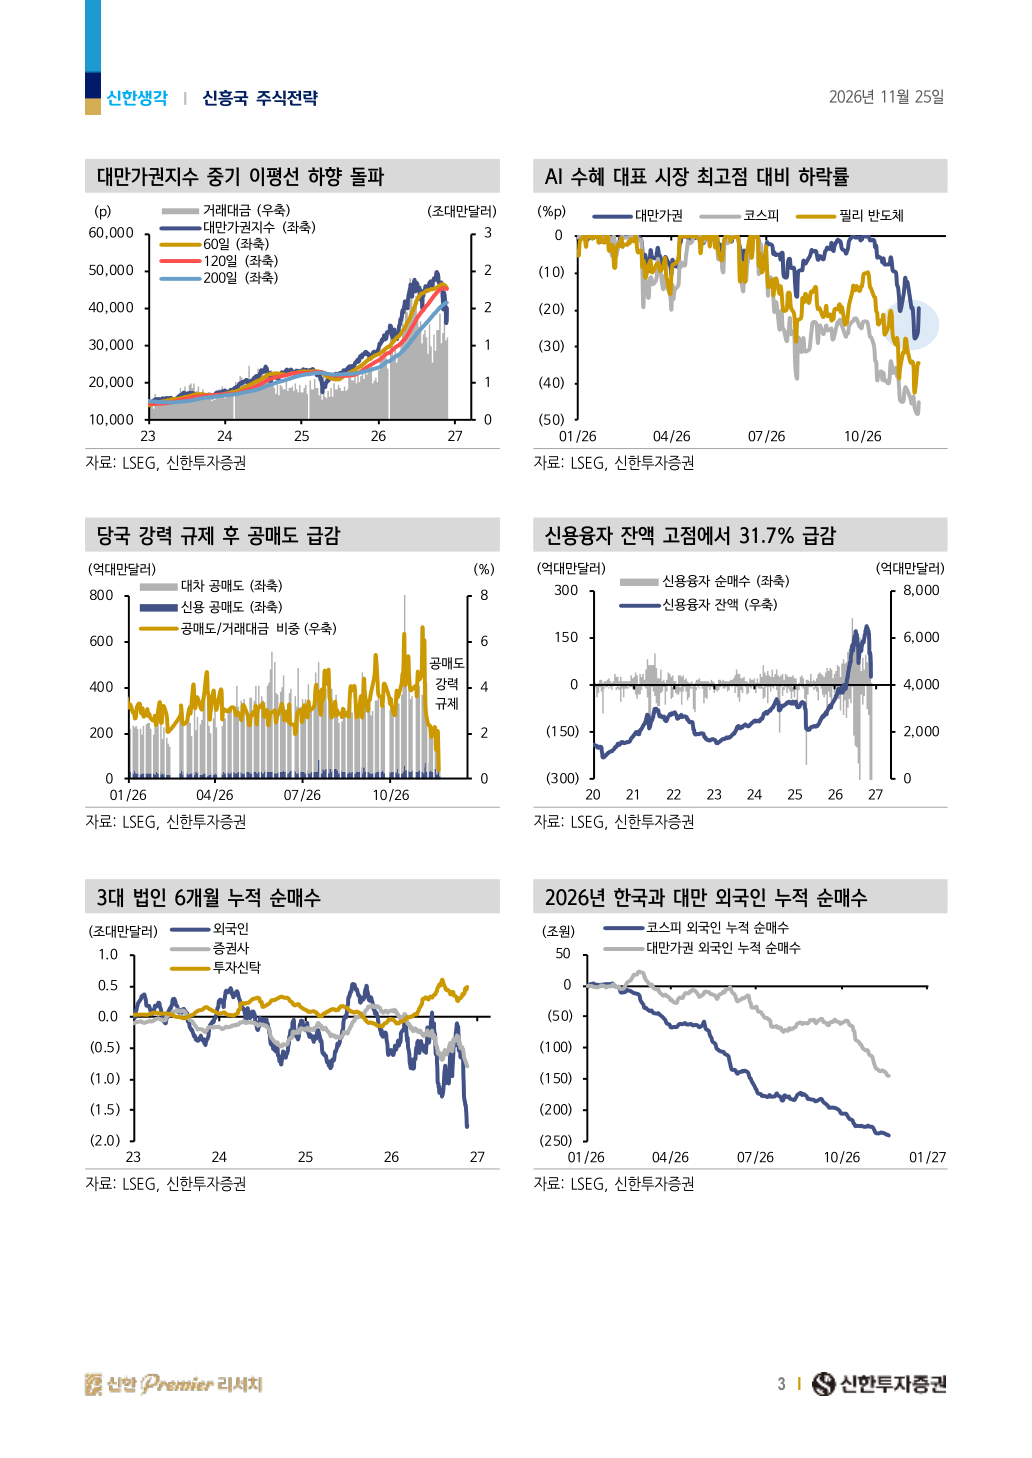 신한생각 | 신흥국 주식전략
2026년 11월 25일
대만가권지수 중기 이평선 하향 돌파
(p)
(조대만달러)
거래대금 (우축)
대만가권지수 (좌축)
60일 (좌축)
120일 (좌축)
200일 (좌축)
60,000
50,000
40,000
30,000
20,000
10,000
3
2
2
1
1
0
23 24 25 26 27
자료: LSEG, 신한투자증권
AI 수혜 대표 시장 최고점 대비 하락률
(%p)
대만가권 코스피 필리 반도체
0
(10)
(20)
(30)
(40)
(50)
01/26 04/26 07/26 10/26
자료: LSEG, 신한투자증권
당국 강력 규제 후 공매도 급감
(억대만달러)
(%)
대차 공매도 (좌축)
신용 공매도 (좌축)
공매도/거래대금 비중 (우축)
800
600
400
200
0
8
6
4
2
0
공매도
강력
규제
01/26 04/26 07/26 10/26
자료: LSEG, 신한투자증권
신용융자 잔액 고점에서 31.7% 급감
(억대만달러)
(억대만달러)
신용융자 순매수 (좌축)
신용융자 잔액 (우축)
300
150
0
(150)
(300)
8,000
6,000
4,000
2,000
0
20 21 22 23 24 25 26 27
자료: LSEG, 신한투자증권
3대 법인 6개월 누적 순매수
(조대만달러)
외국인
증권사
투자신탁
1.0
0.5
0.0
(0.5)
(1.0)
(1.5)
(2.0)
23 24 25 26 27
자료: LSEG, 신한투자증권
2026년 한국과 대만 외국인 누적 순매수
(조원)
코스피 외국인 누적 순매수
대만가권 외국인 누적 순매수
50
0
(50)
(100)
(150)
(200)
(250)
01/26 04/26 07/26 10/26 01/27
자료: LSEG, 신한투자증권
신한 Premier 리서치
3 | 신한투자증권